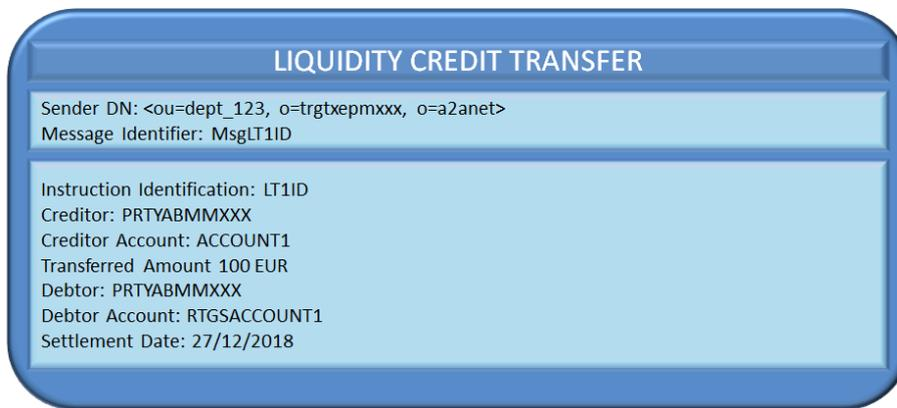 LIQUIDITY CREDIT TRANSFER
Sender DN: <ou=dept_123, o=trgtxepmxxx, o=a2anet>
Message Identifier: MsgLT1ID
Instruction Identification: LT1ID
Creditor: PRTYABMMXXX
Creditor Account: ACCOUNT1
Transferred Amount 100 EUR
Debtor: PRTYABMMXXX
Debtor Account: RTGSACCOUNT1
Settlement Date: 27/12/2018